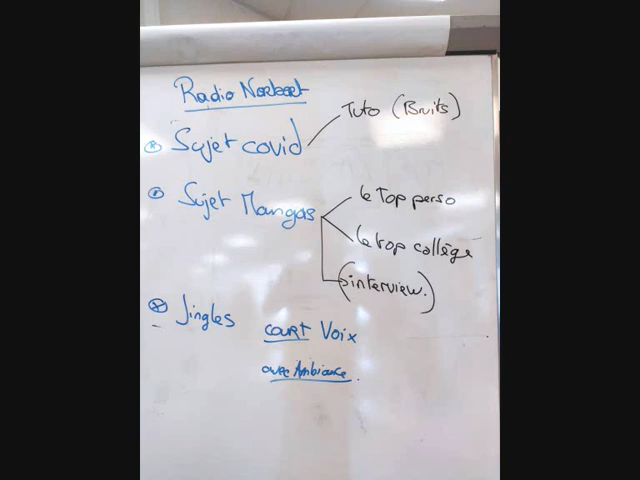 Radio Norbert
Sujet covid
Tuto (Bruits)
Sujet Mangas
le Top perso
le top collège
(interview.)
Jingles
court Voix
avec Ambiance.